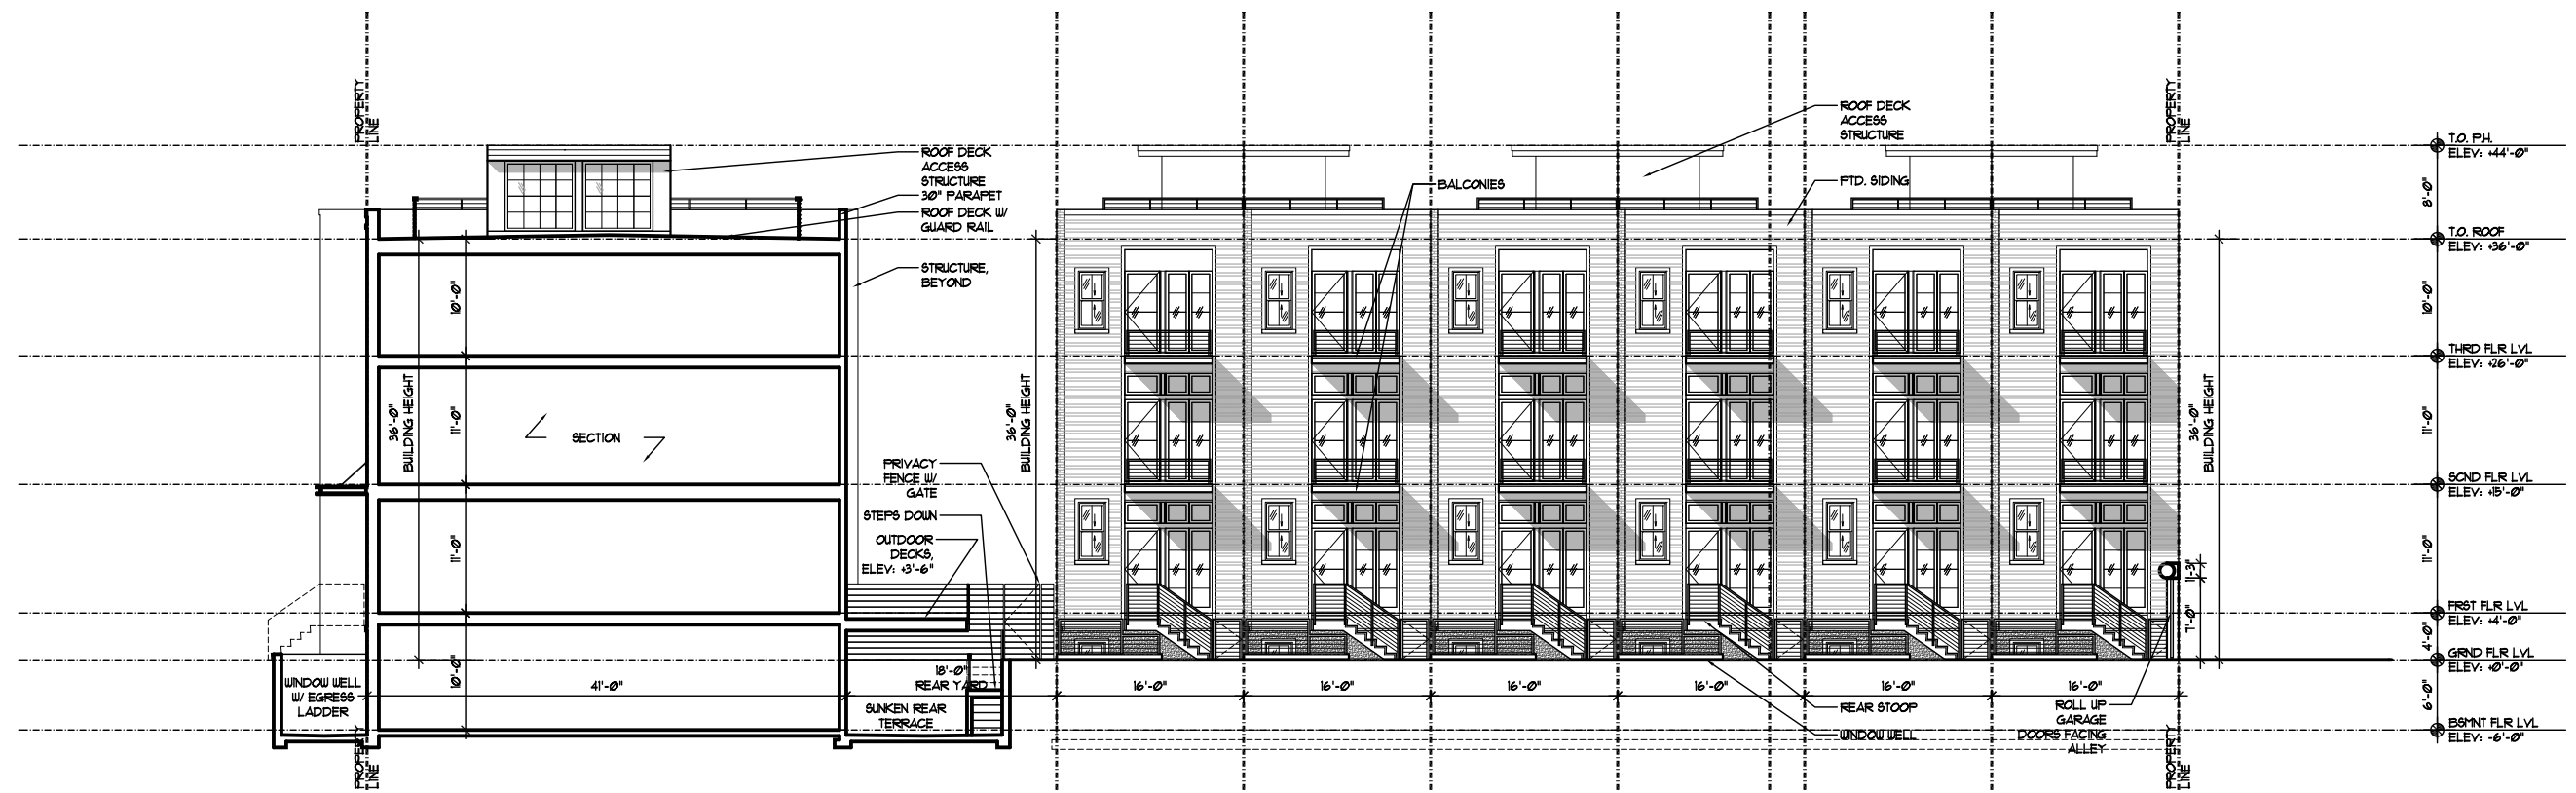 PROPERTY
LINE
ROOF DECK
ACCESS
STRUCTURE
30" PARAPET
ROOF DECK W/
GUARD RAIL
STRUCTURE,
BEYOND
10'-0"
11'-0"
11'-0"
10'-0"
36'-0"
BUILDING HEIGHT
SECTION
PRIVACY
FENCE W/
GATE
STEPS DOWN
OUTDOOR
DECKS,
ELEV: +3'-6"
36'-0"
BUILDING HEIGHT
WINDOW WELL
W/ EGRESS
LADDER
41'-0"
18'-0"
REAR YARD
SUNKEN REAR
TERRACE
PROPERTY
LINE
BALCONIES
ROOF DECK
ACCESS
STRUCTURE
PTD. SIDING
16'-0"
16'-0"
16'-0"
16'-0"
16'-0"
16'-0"
REAR STOOP
WINDOW WELL
ROLL UP
GARAGE
DOORS FACING
ALLEY
PROPERTY
LINE
PROPERTY
LINE
36'-0"
BUILDING HEIGHT
7'-0"
T.O. P.H.
ELEV: +44'-0"
8'-0"
T.O. ROOF
ELEV: +36'-0"
10'-0"
THRD FLR LVL
ELEV: +26'-0"
11'-0"
SCND FLR LVL
ELEV: +15'-0"
11'-0"
FRST FLR LVL
ELEV: +4'-0"
4'-0"
GRND FLR LVL
ELEV: +0'-0"
6'-0"
BSMNT FLR LVL
ELEV: -6'-0"